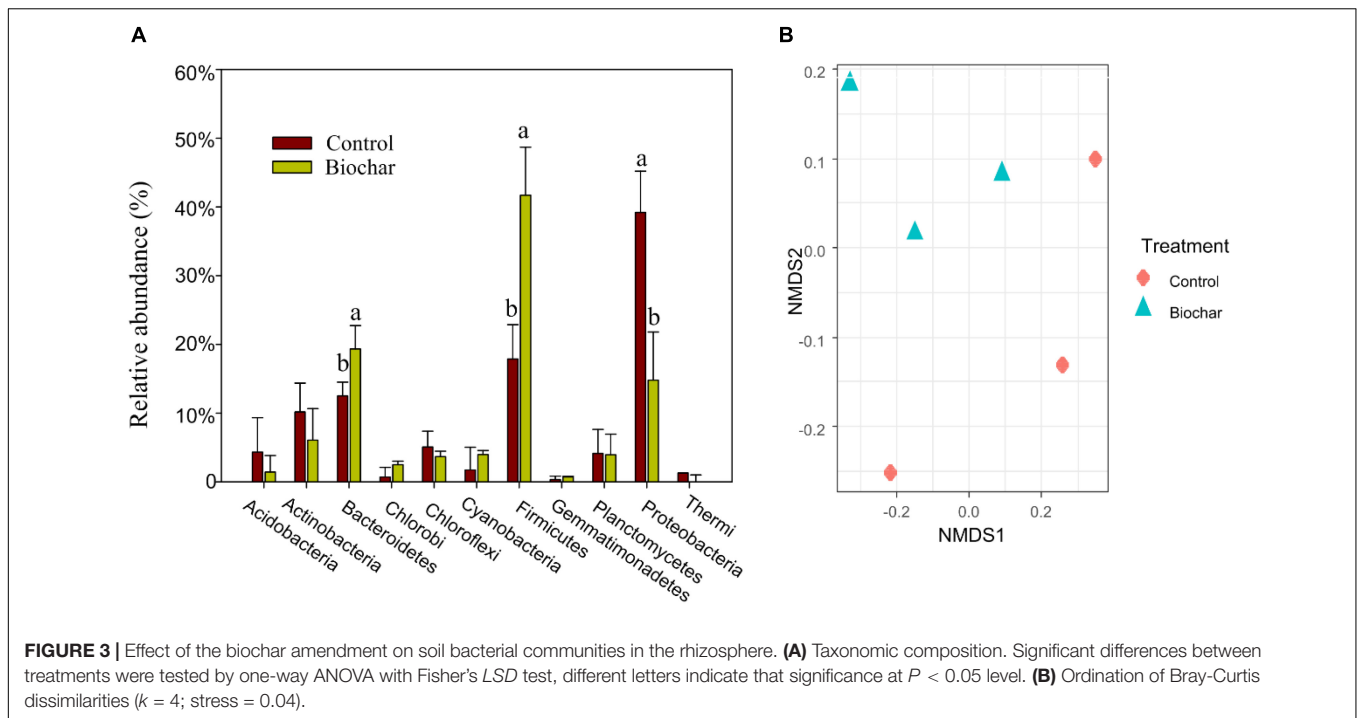 A
B
60%
50%
40%
30%
20%
10%
0
Relative abundance (%)
Control
Biochar
b
a
b
a
a
b
Acidobacteria
Actinobacteria
Bacteroidetes
Chlorobi
Chloroflexi
Cyanobacteria
Firmicutes
Gemmatimonadetes
Planctomycetes
Proteobacteria
Thermi
0.2
0.1
0.0
-0.1
-0.2
NMDS2
-0.2
0.0
0.2
NMDS1
Treatment
Control
Biochar
FIGURE 3 | Effect of the biochar amendment on soil bacterial communities in the rhizosphere. (A) Taxonomic composition. Significant differences between
treatments were tested by one-way ANOVA with Fisher's LSD test, different letters indicate that significance at P < 0.05 level. (B) Ordination of Bray-Curtis
dissimilarities (k = 4; stress = 0.04).